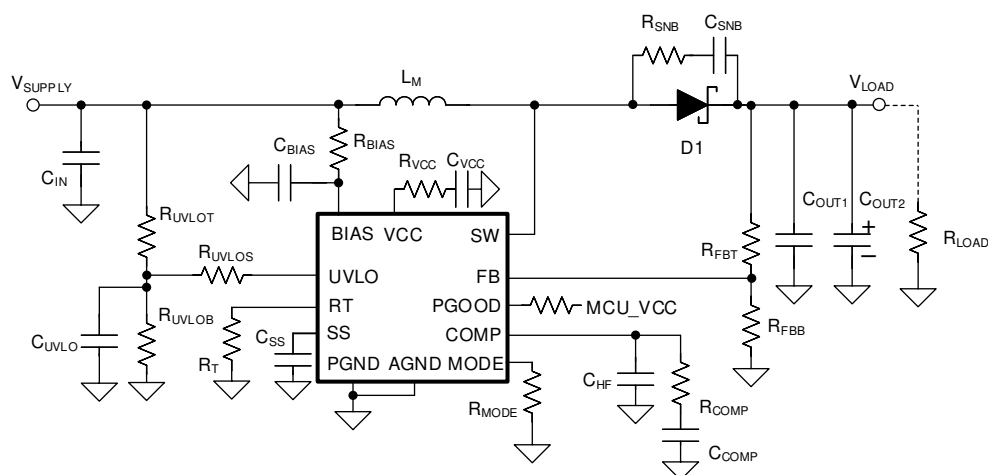 RSNB
CSNB
VSUPPLY
LM
VLOAD
D1
CBIAS
RBIAS
RVCC
CVCC
CIN
COUT1
COUT2
+
–
RUVLOT
BIAS
VCC
SW
RFBT
RLOAD
RUVLOS
UVLO
FB
RT
PGOOD
MCU_VCC
RUVLOB
CSS
SS
COMP
RFBB
CUVLO
RT
PGND
AGND
MODE
CHF
RMODE
RCOMP
CCOMP